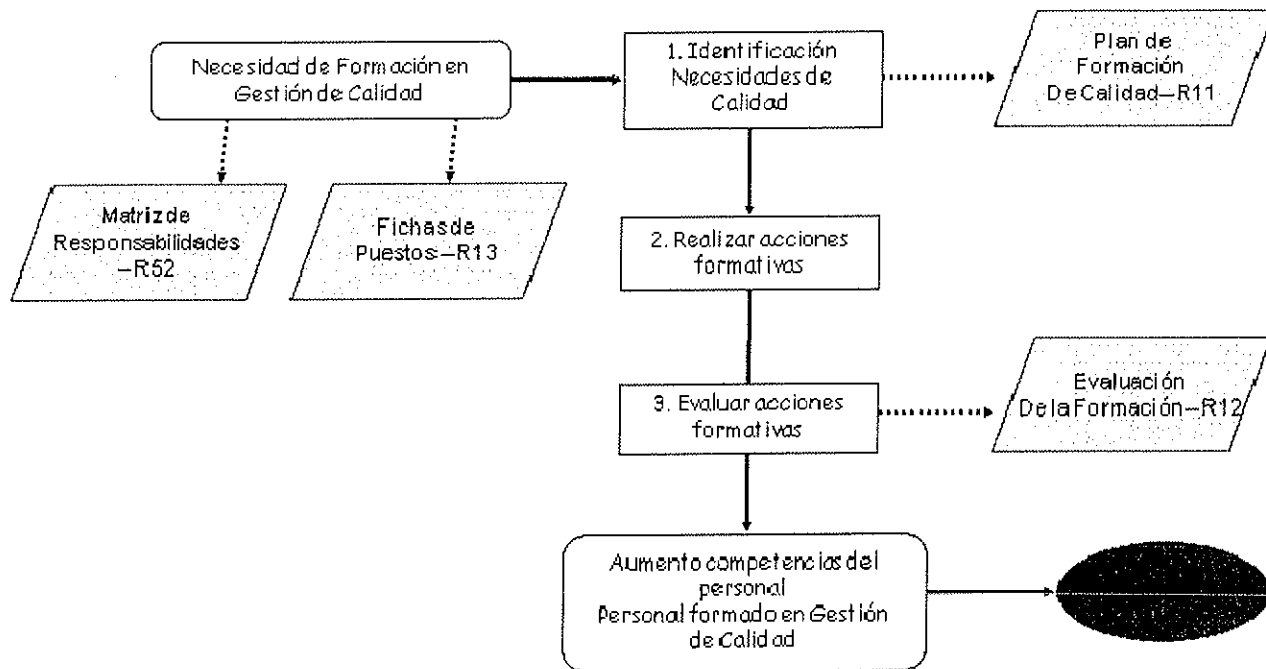 Necesidad de Formación en
Gestión de Calidad
1. Identificación
Necesidades de
Calidad
Plan de
Formación
De Calidad—R11
Matriz de
Responsabilidades
—R52
Fichas de
Puestos—R13
2. Realizar acciones
formativas
3. Evaluar acciones
formativas
Evaluación
De la Formación—R12
Aumento competencias del
personal
Personal formado en Gestión
de Calidad